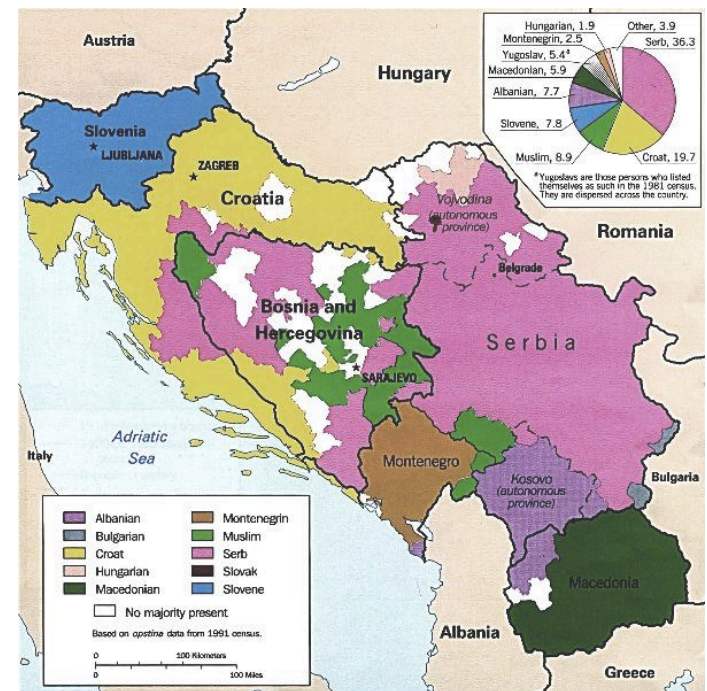 Austria
Hungary
Hungarian, 1.9
Other, 3.9
Montenegrin, 2.5
Serb, 36.3
Yugoslav, 5.4ª
Macedonian, 5.9
Albanian, 7.7
Slovene, 7.8
Muslim, 8.9
Croat, 19.7
ª Yugoslavs are those persons who listed
themselves as such in the 1981 census.
They are dispersed across the country.
Slovenia
LJUBLJANA
ZAGREB
Croatia
Vojvodina
(autonomous
province)
Romania
Belgrade
Bosnia and
Hercegovina
Serbia
SARAJEVO
Adriatic
Sea
Italy
Montenegro
Kosovo
(autonomous
province)
Bulgaria
Macedonia
Albania
Greece
Albanian
Bulgarian
Croat
Hungarian
Macedonian
Montenegrin
Muslim
Serb
Slovak
Slovene
No majority present
Based on opstina data from 1991 census.
0 100 Kilometers
0 100 Miles